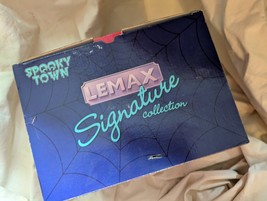 SPOOKY
TOWN
LEMAX
Signature
collection